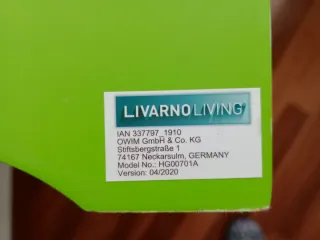 LIVARNOLIVING
IAN 337797_1910
OWIM GmbH & Co. KG
Stiftsbergstraße 1
74167 Neckarsulm, GERMANY
Model No.: HG00701A
Version: 04/2020